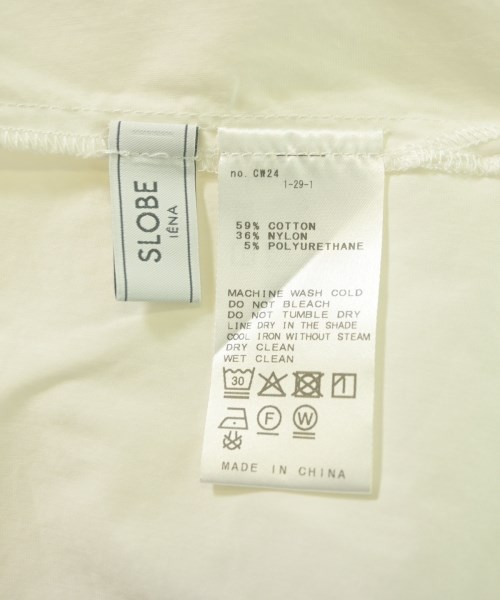 SLOBE
IÉNA
no. CW24
1-29-1
59% COTTON
36% NYLON
5% POLYURETHANE
MACHINE WASH COLD
DO NOT BLEACH
DO NOT TUMBLE DRY
LINE DRY IN THE SHADE
COOL IRON WITHOUT STEAM
DRY CLEAN
WET CLEAN
30
F W
MADE IN CHINA